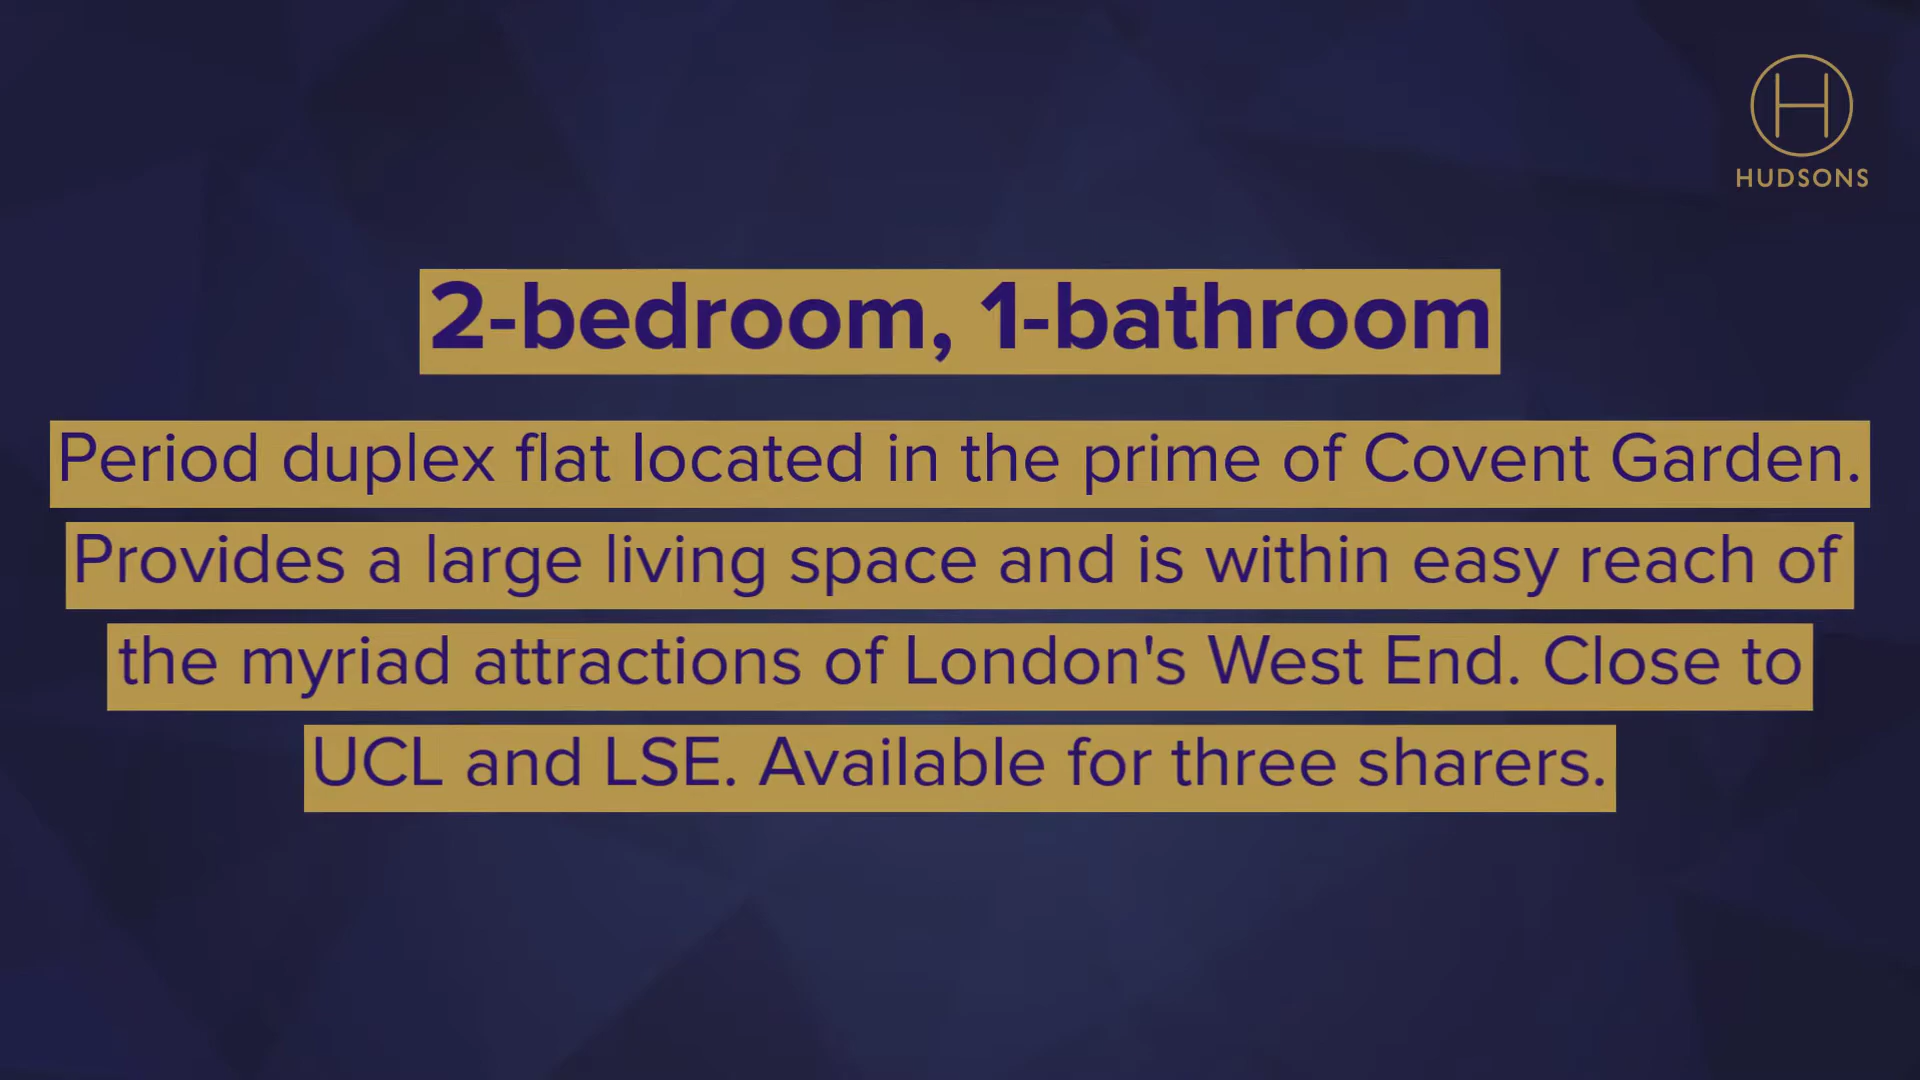 H
HUDSONS
2-bedroom, 1-bathroom
Period duplex flat located in the prime of Covent Garden.
Provides a large living space and is within easy reach of
the myriad attractions of London's West End. Close to
UCL and LSE. Available for three sharers.